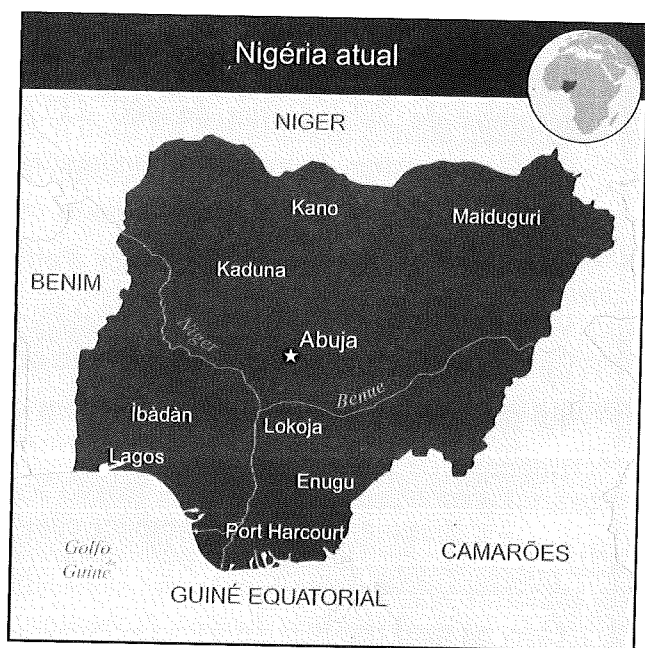 Nigéria atual
NIGER
Kano
Maiduguri
Kaduna
BENIM
Niger
Abuja
Benue
Ìbàdàn
Lokoja
Lagos
Enugu
Port Harcourt
Golfo
Guiné
CAMARÕES
GUINÉ EQUATORIAL